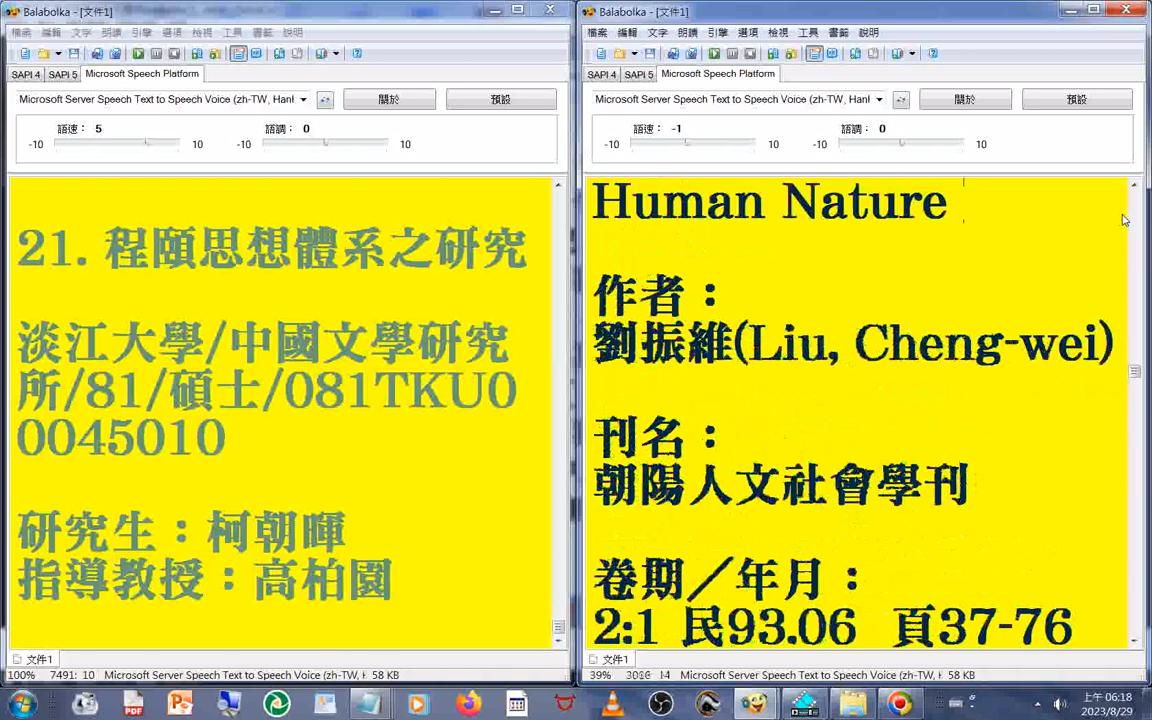 Balabolka - [文件1]
檔案 編輯 文字 朗讀 引擎 選項 檢視 工具 書籤 說明
SAPI 4 SAPI 5 Microsoft Speech Platform
Microsoft Server Speech Text to Speech Voice (zh-TW, Hanl
關於
預設
語速： 5
語調： 0
-10 10 -10 10
21. 程頤思想體系之研究
淡江大學/中國文學研究
所/81/碩士/081TKU0
0045010
研究生：柯朝暉
指導教授：高柏園
文件1
100% 7491: 10 Microsoft Server Speech Text to Speech Voice (zh-TW, H 58 KB
Balabolka - [文件1]
檔案 編輯 文字 朗讀 引擎 選項 檢視 工具 書籤 說明
SAPI 4 SAPI 5 Microsoft Speech Platform
Microsoft Server Speech Text to Speech Voice (zh-TW, Hanl
關於
預設
語速： -1
語調： 0
-10 10 -10 10
Human Nature
作者：
劉振維(Liu, Cheng-wei)
刊名：
朝陽人文社會學刊
卷期／年月：
2:1 民93.06 頁37-76
文件1
39% Microsoft Server Speech Text to Speech Voice (zh-TW, H 58 KB
上午 06:18
2023/8/29